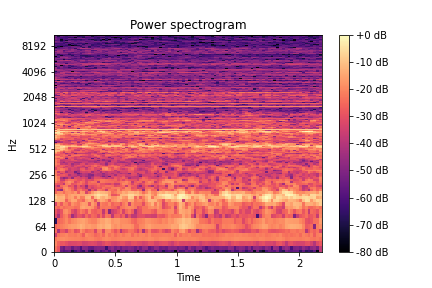 Power spectrogram
8192
4096
2048
1024
512
256
128
64
0
Hz
0
0.5
1
1.5
2
Time
+0 dB
-10 dB
-20 dB
-30 dB
-40 dB
-50 dB
-60 dB
-70 dB
-80 dB